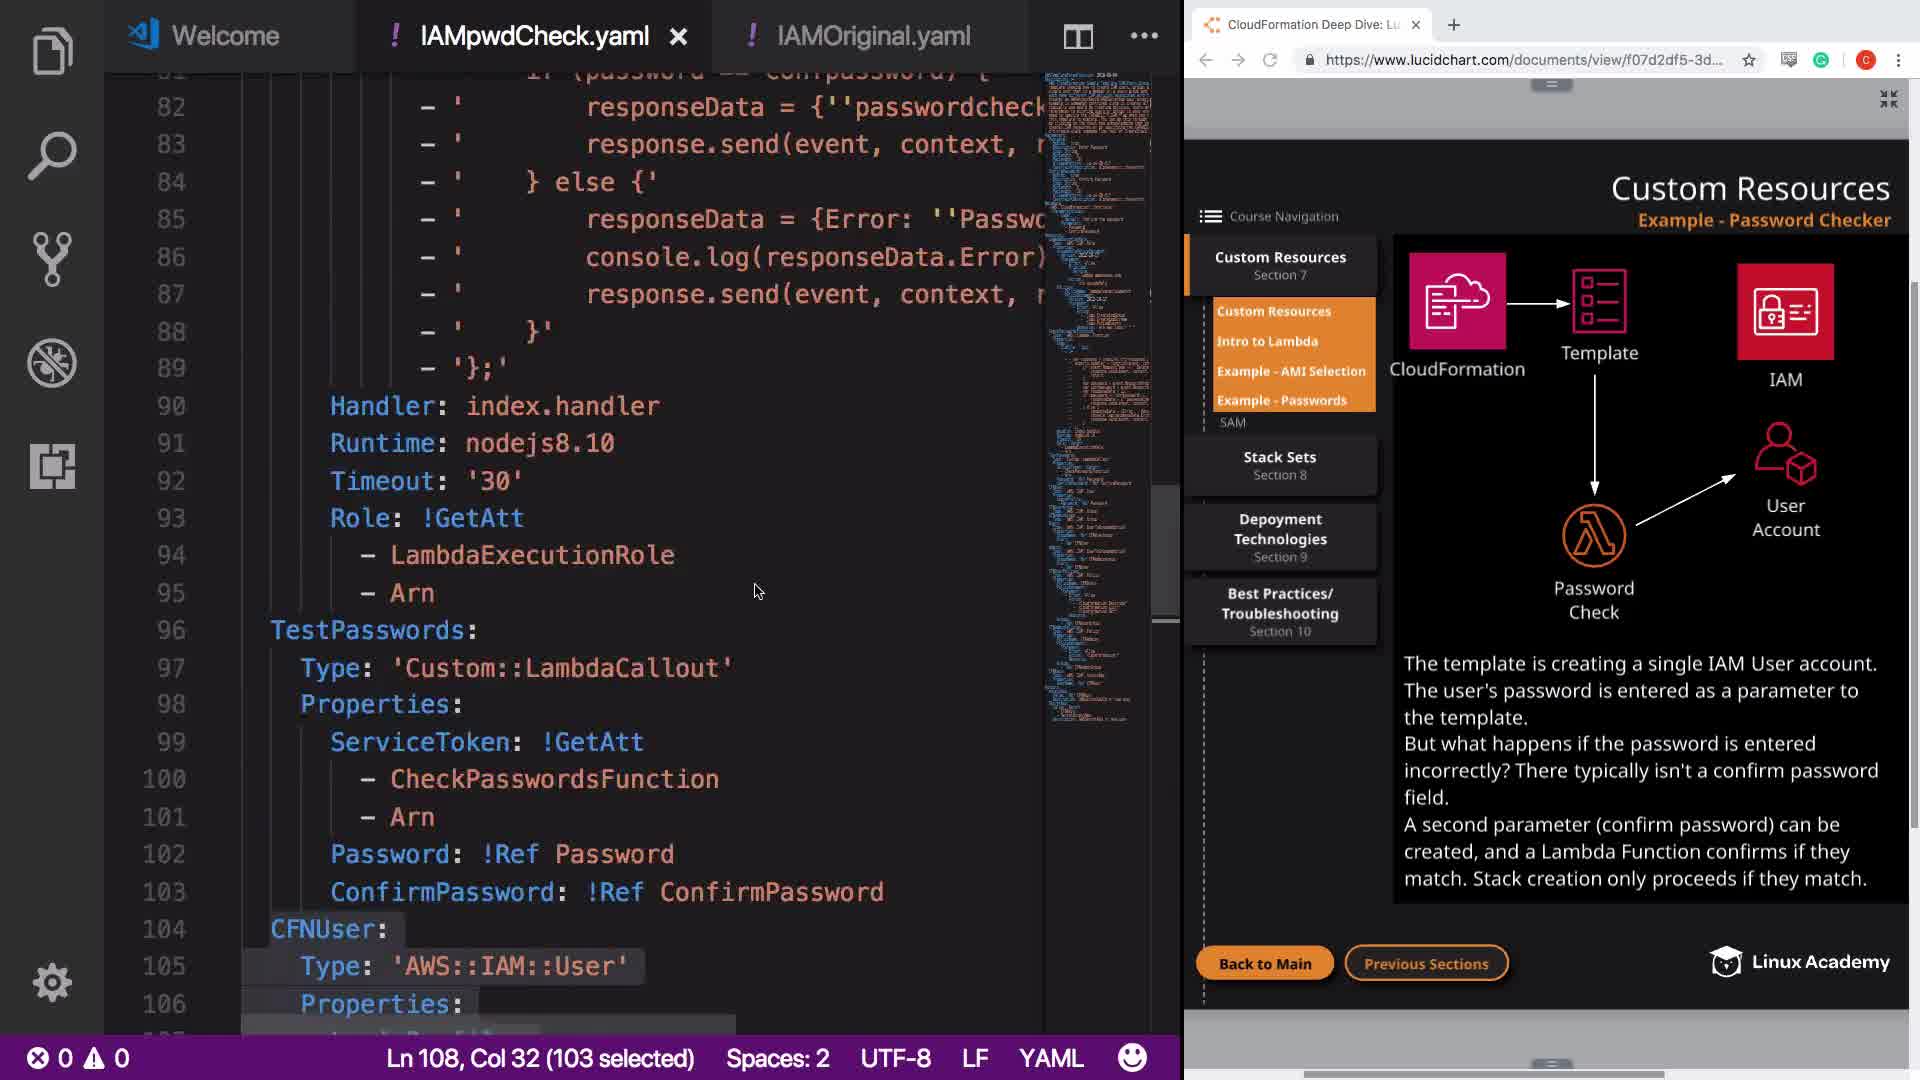 Welcome
! IAMpwdCheck.yaml
! IAMOriginal.yaml
82 - ' responseData = {''passwordcheck
83 - ' response.send(event, context, r
84 - ' } else {'
85 - ' responseData = {Error: ''Passwo
86 - ' console.log(responseData.Error)
87 - ' response.send(event, context, r
88 - ' }'
89 - '};'
90 Handler: index.handler
91 Runtime: nodejs8.10
92 Timeout: '30'
93 Role: !GetAtt
94 - LambdaExecutionRole
95 - Arn
96 TestPasswords:
97 Type: 'Custom::LambdaCallout'
98 Properties:
99 ServiceToken: !GetAtt
100 - CheckPasswordsFunction
101 - Arn
102 Password: !Ref Password
103 ConfirmPassword: !Ref ConfirmPassword
104 CFNUser:
105 Type: 'AWS::IAM::User'
106 Properties:
0 0
Ln 108, Col 32 (103 selected)
Spaces: 2
UTF-8
LF
YAML
CloudFormation Deep Dive: Lu
https://www.lucidchart.com/documents/view/f07d2df5-3d...
C
Custom Resources
Example - Password Checker
Course Navigation
Custom Resources
Section 7
Custom Resources
Intro to Lambda
Example - AMI Selection
Example - Passwords
SAM
Stack Sets
Section 8
Depoyment
Technologies
Section 9
Best Practices/
Troubleshooting
Section 10
CloudFormation
Template
IAM
User
Account
Password
Check
The template is creating a single IAM User account.
The user's password is entered as a parameter to
the template.
But what happens if the password is entered
incorrectly? There typically isn't a confirm password
field.
A second parameter (confirm password) can be
created, and a Lambda Function confirms if they
match. Stack creation only proceeds if they match.
Back to Main
Previous Sections
Linux Academy